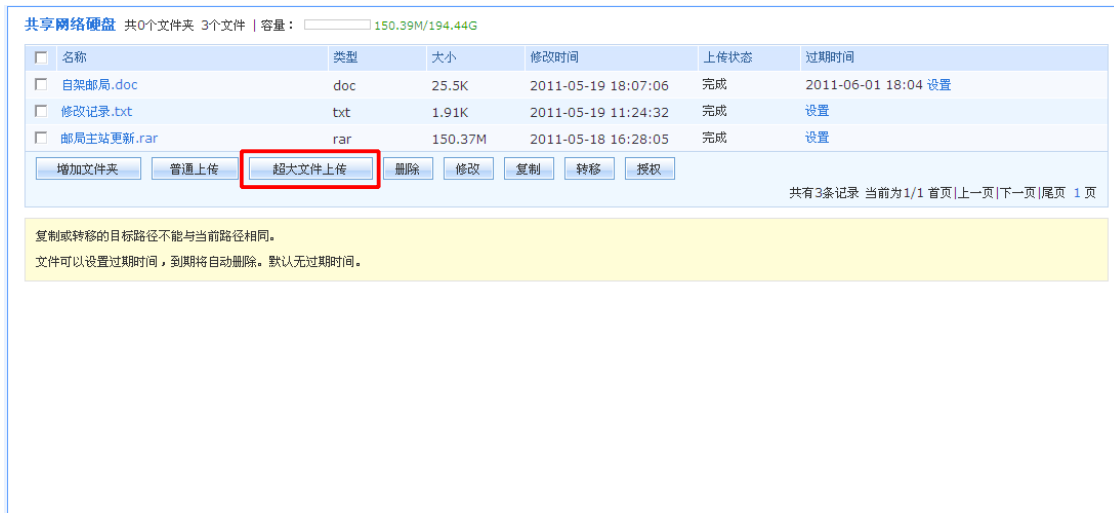 共享网络硬盘 共0个文件夹 3个文件 | 容量： 150.39M/194.44G
名称 类型 大小 修改时间 上传状态 过期时间
自架邮局.doc doc 25.5K 2011-05-19 18:07:06 完成 2011-06-01 18:04 设置
修改记录.txt txt 1.91K 2011-05-19 11:24:32 完成 设置
邮局主站更新.rar rar 150.37M 2011-05-18 16:28:05 完成 设置
增加文件夹 普通上传 超大文件上传 删除 修改 复制 转移 授权
共有3条记录 当前为1/1 首页|上一页|下一页|尾页 1 页
复制或转移的目标路径不能与当前路径相同。
文件可以设置过期时间，到期将自动删除。默认无过期时间。